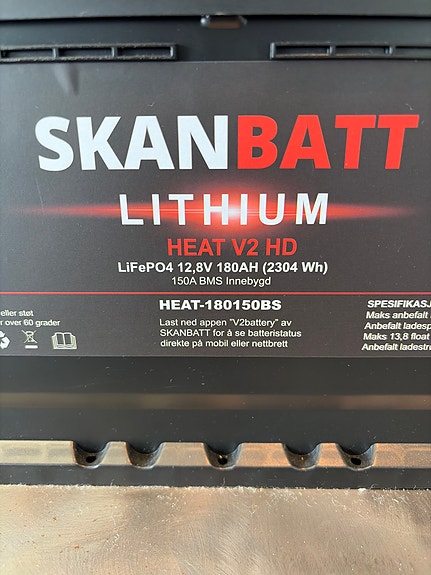 SKANBATT
LITHIUM
HEAT V2 HD
LiFePO4 12,8V 180AH (2304 Wh)
150A BMS Innebygd
HEAT-180150BS
Last ned appen "V2battery" av
SKANBATT for å se batteristatus
direkte på mobil eller nettbrett
eller støt
over 60 grader
SPESIFIKASJ
Maks anbefalt
Anbefalt ladesp
Maks 13,8 float
Anbefalt ladestr